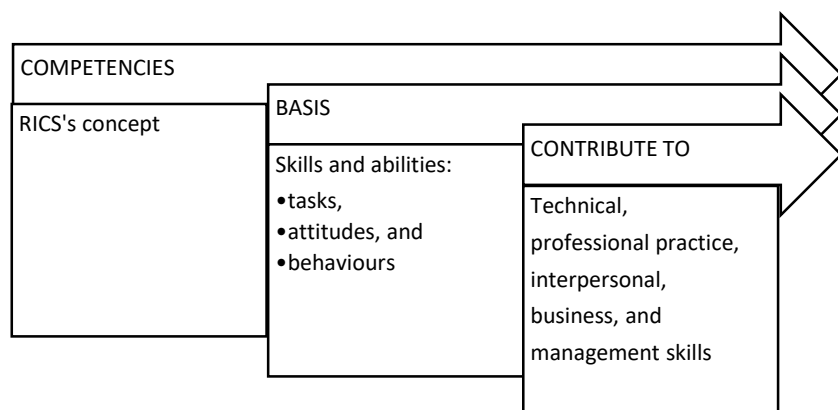 COMPETENCIES
RICS's concept
BASIS
Skills and abilities:
•tasks,
•attitudes, and
•behaviours
CONTRIBUTE TO
Technical,
professional practice,
interpersonal,
business, and
management skills